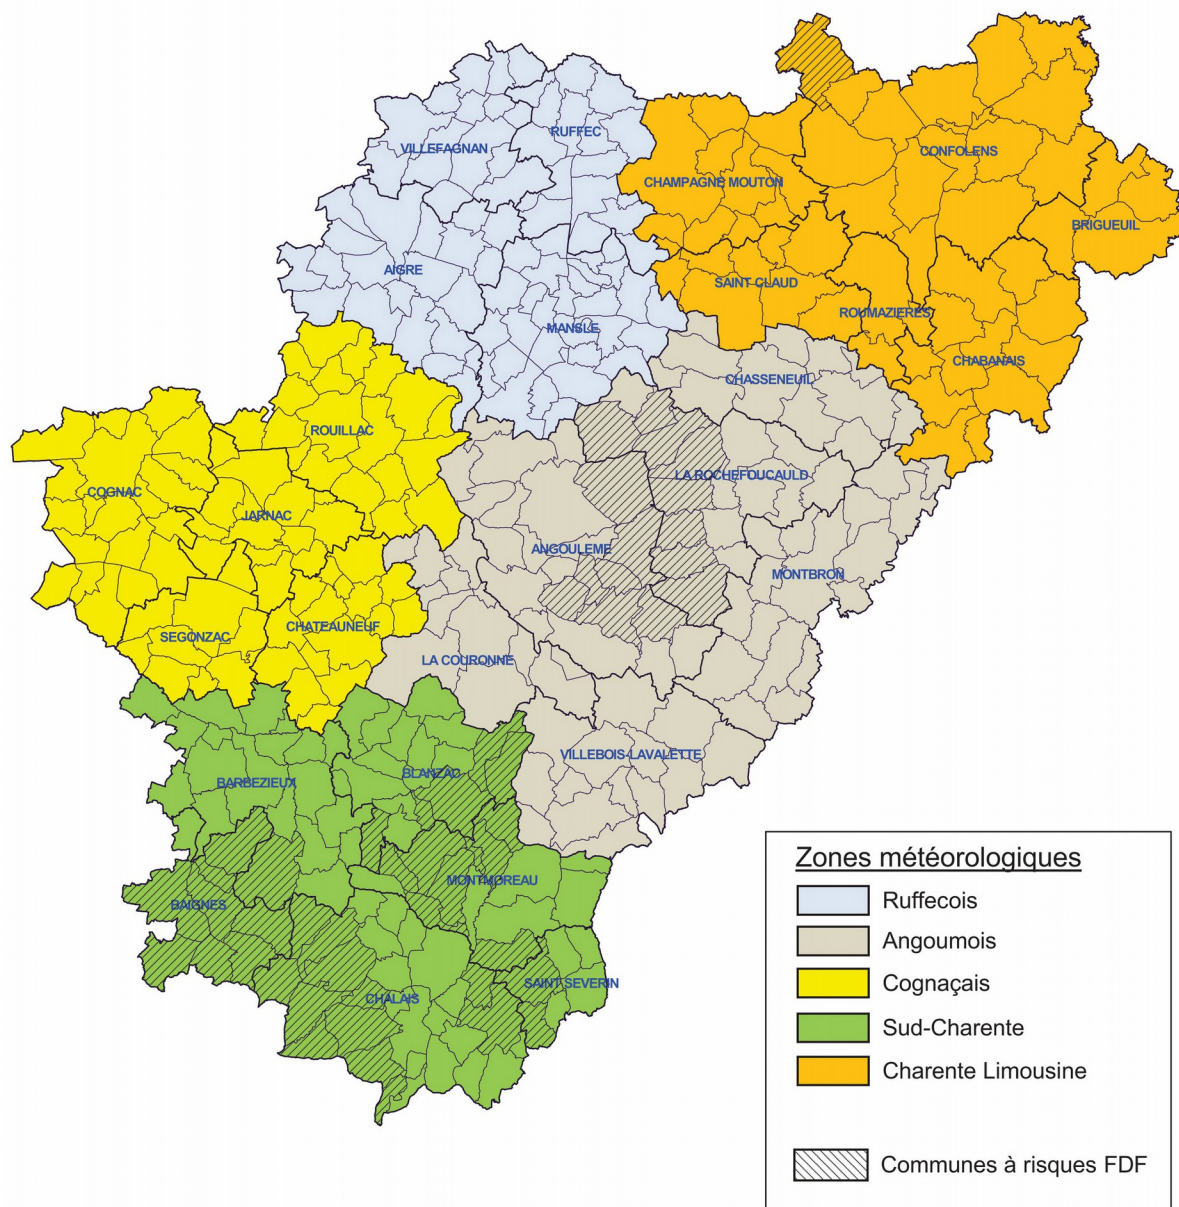 RUFFEC
VILLEFAGNAN
CONFOLENS
CHAMPAGNE MOUTON
BRIGUEUIL
AIGRE
SAINT CLAUD
ROUMAZIERES
MANSLE
CHABANAIS
CHASSENEUIL
ROUILLAC
LA ROCHEFOUCAULD
COGNAC
JARNAC
ANGOULEME
MONTBRON
CHATEAUNEUF
SEGONZAC
LA COURONNE
VILLEBOIS-LAVALETTE
BLANZAC
BARBEZIEUX
MONTMOREAU
BAIGNES
SAINT SEVERIN
CHALAIS
Zones météorologiques
Ruffecois
Angoumois
Cognaçais
Sud-Charente
Charente Limousine
Communes à risques FDF